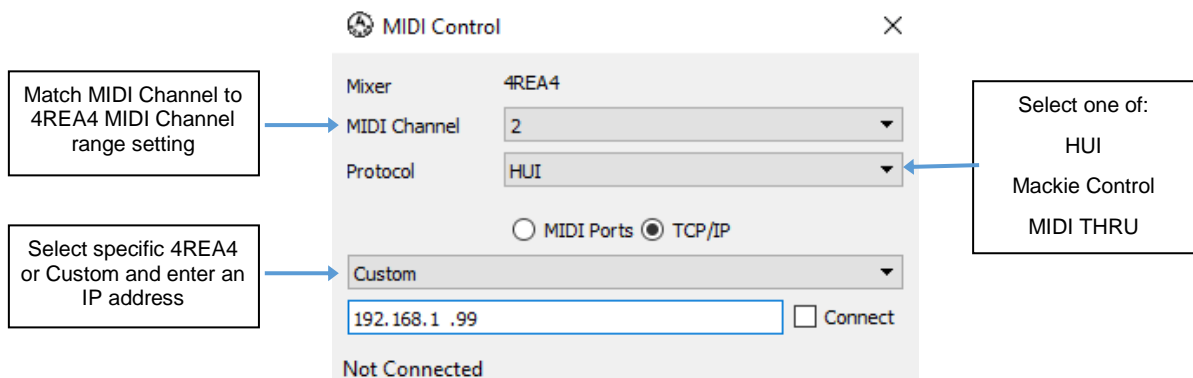 MIDI Control
Match MIDI Channel to
4REA4 MIDI Channel
range setting
Mixer 4REA4
MIDI Channel 2
Protocol HUI
Select one of:
HUI
Mackie Control
MIDI THRU
MIDI Ports TCP/IP
Select specific 4REA4
or Custom and enter an
IP address
Custom
192.168.1 .99 Connect
Not Connected